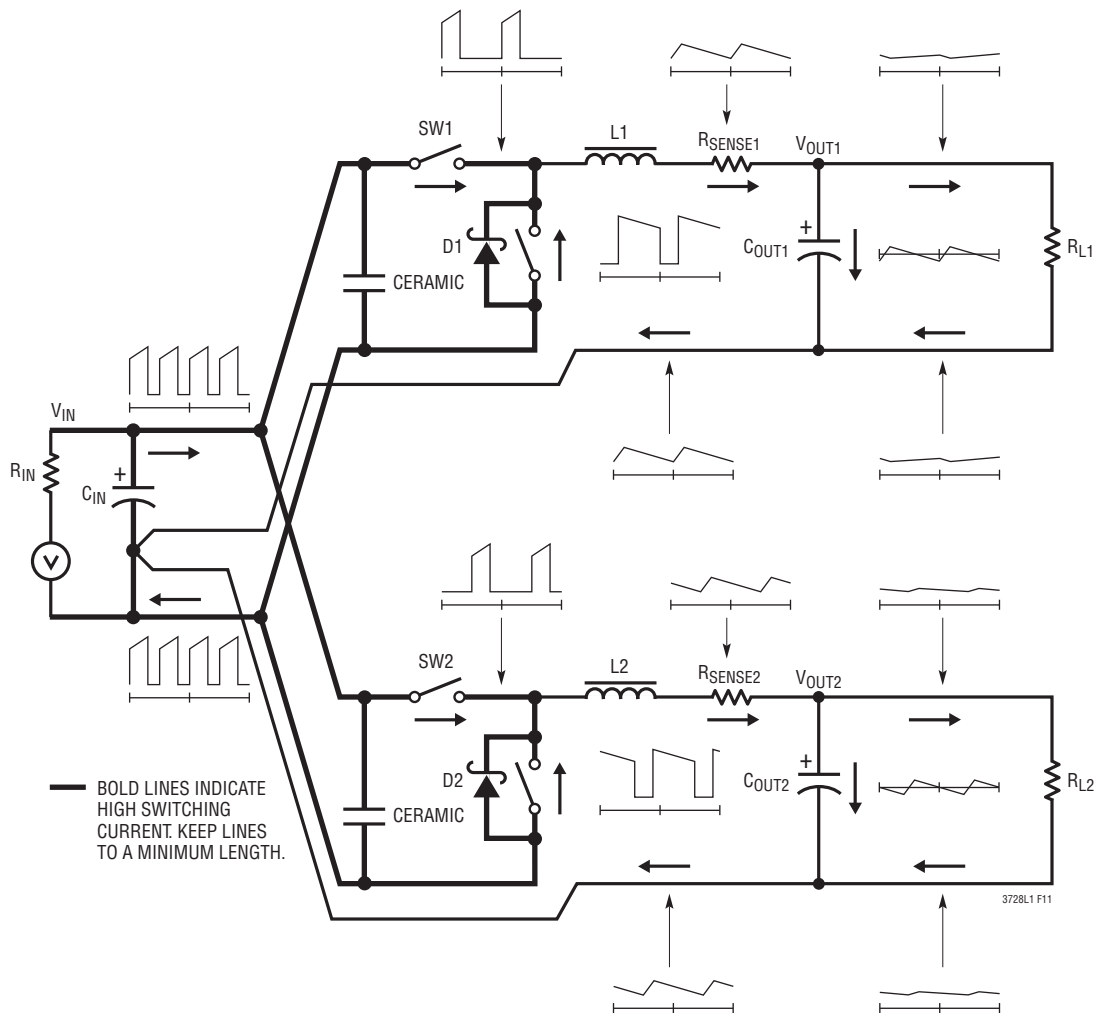 SW1
L1
RSENSE1
VOUT1
D1
CERAMIC
+
COUT1
RL1
VIN
RIN
+
CIN
V
SW2
L2
RSENSE2
VOUT2
D2
CERAMIC
+
COUT2
RL2
BOLD LINES INDICATE
HIGH SWITCHING
CURRENT. KEEP LINES
TO A MINIMUM LENGTH.
3728L1 F11